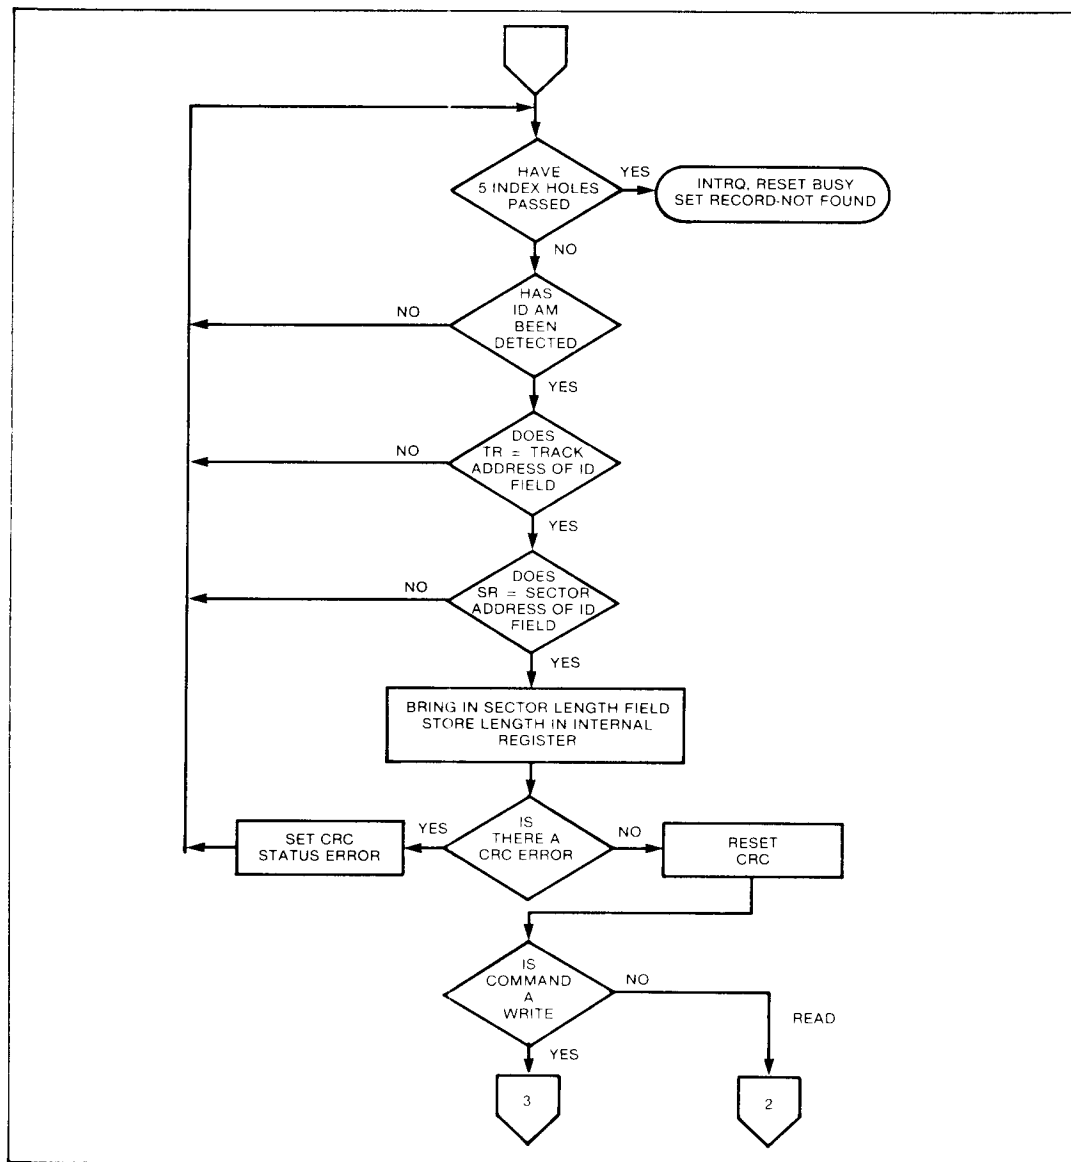 HAVE
5 INDEX HOLES
PASSED
YES
INTRQ, RESET BUSY
SET RECORD-NOT FOUND
NO
HAS
ID AM
BEEN
DETECTED
NO
YES
DOES
TR = TRACK
ADDRESS OF ID
FIELD
NO
YES
DOES
SR = SECTOR
ADDRESS OF ID
FIELD
NO
YES
BRING IN SECTOR LENGTH FIELD
STORE LENGTH IN INTERNAL
REGISTER
SET CRC
STATUS ERROR
YES
IS
THERE A
CRC ERROR
NO
RESET
CRC
IS
COMMAND
A
WRITE
NO
READ
YES
3
2